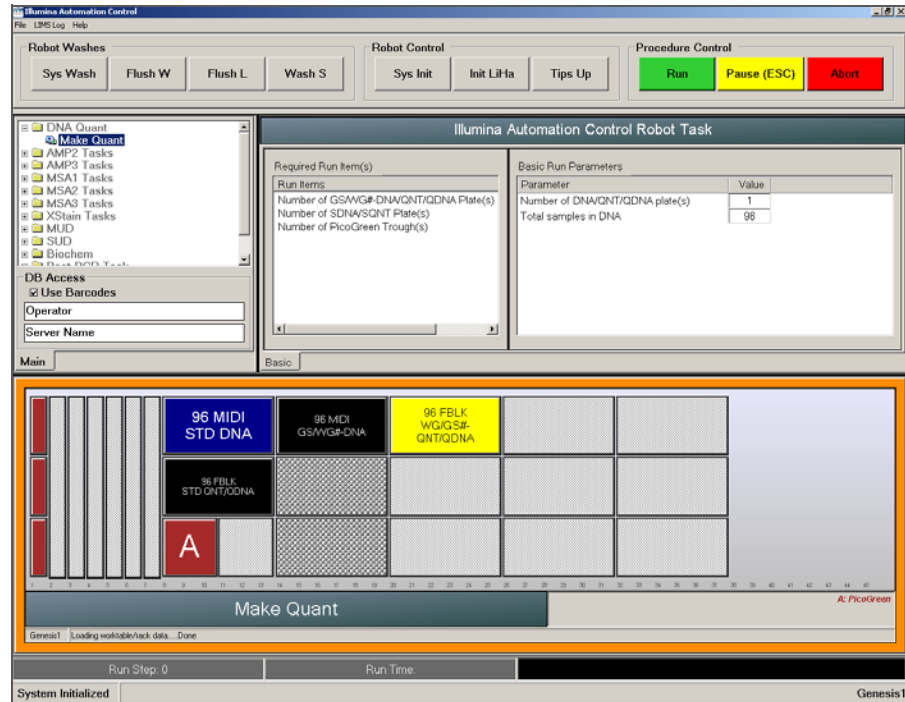 Illumina Automation Control
File LIMS Log Help
Robot Washes
Sys Wash Flush W Flush L Wash S
Robot Control
Sys Init Init LiHa Tips Up
Procedure Control
Run Pause (ESC) Abort
DNA Quant
Make Quant
AMP2 Tasks
AMP3 Tasks
MSA1 Tasks
MSA2 Tasks
MSA3 Tasks
XStain Tasks
MUD
SUD
Biochem
DB Access
Use Barcodes
Operator
Server Name
Main
Illumina Automation Control Robot Task
Required Run Item(s)
Run Items
Number of GS/WG#-DNA/QNT/QDNA Plate(s)
Number of SDNA/SQNT Plate(s)
Number of PicoGreen Trough(s)
Basic Run Parameters
Parameter Value
Number of DNA/QNT/QDNA plate(s) 1
Total samples in DNA 96
Basic
96 MIDI
STD DNA
96 MIDI
GS/WG#-DNA
96 FBLK
WG/GS#-
QNT/QDNA
96 FBLK
STD QNT/QDNA
A
Make Quant
A: PicoGreen
Genesis1 Loading worktable/rack data....Done
Run Step: 0 Run Time:
System Initialized Genesis1